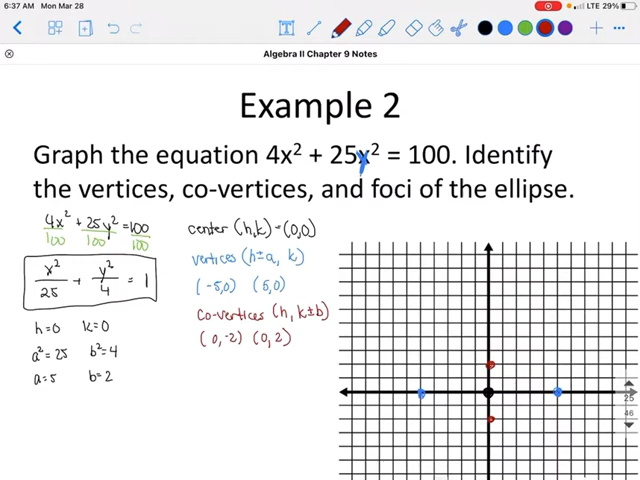 6:37 AM Mon Mar 28
LTE 29%
Algebra II Chapter 9 Notes
Example 2
Graph the equation 4x² + 25y² = 100. Identify
the vertices, co-vertices, and foci of the ellipse.
4x²/100 + 25y²/100 = 100/100
x²/25 + y²/4 = 1
h=0 k=0
a²=25 b²=4
a=5 b=2
center (h,k) = (0,0)
vertices (h±a, k)
(-5,0) (5,0)
co-vertices (h, k±b)
(0,-2) (0,2)
25
46